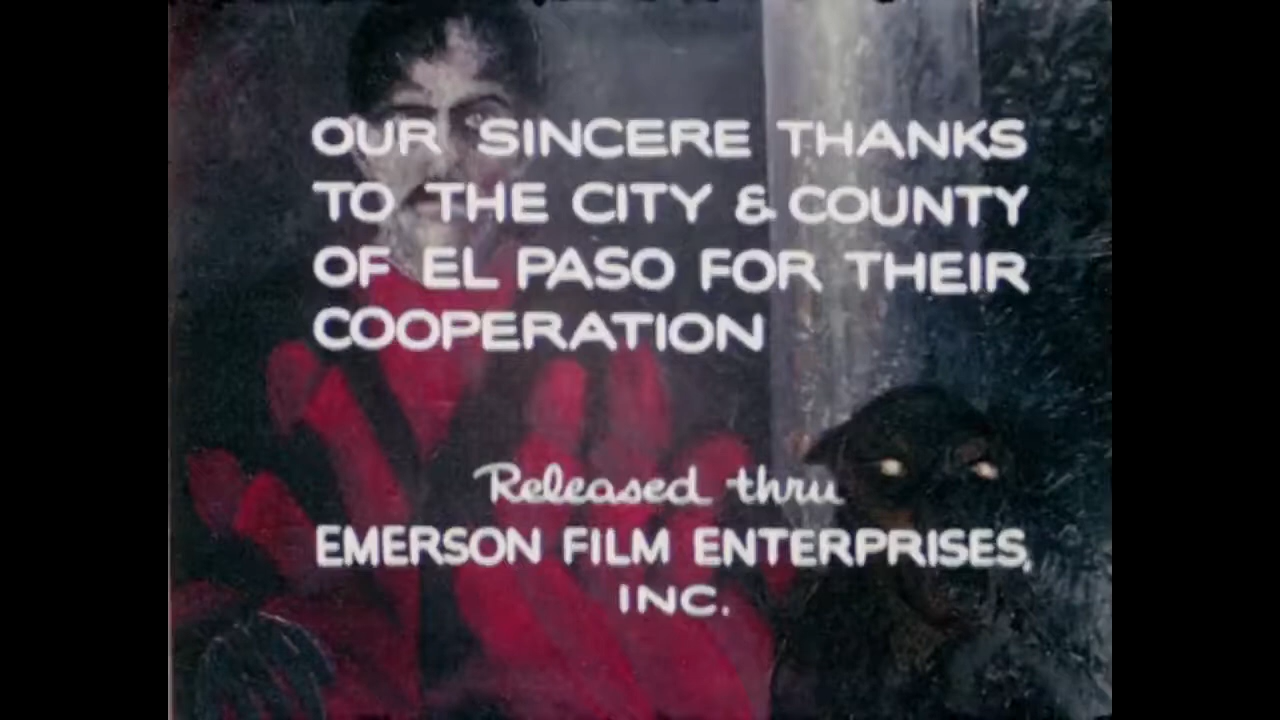 OUR SINCERE THANKS
TO THE CITY & COUNTY
OF EL PASO FOR THEIR
COOPERATION
Released thru
EMERSON FILM ENTERPRISES,
INC.